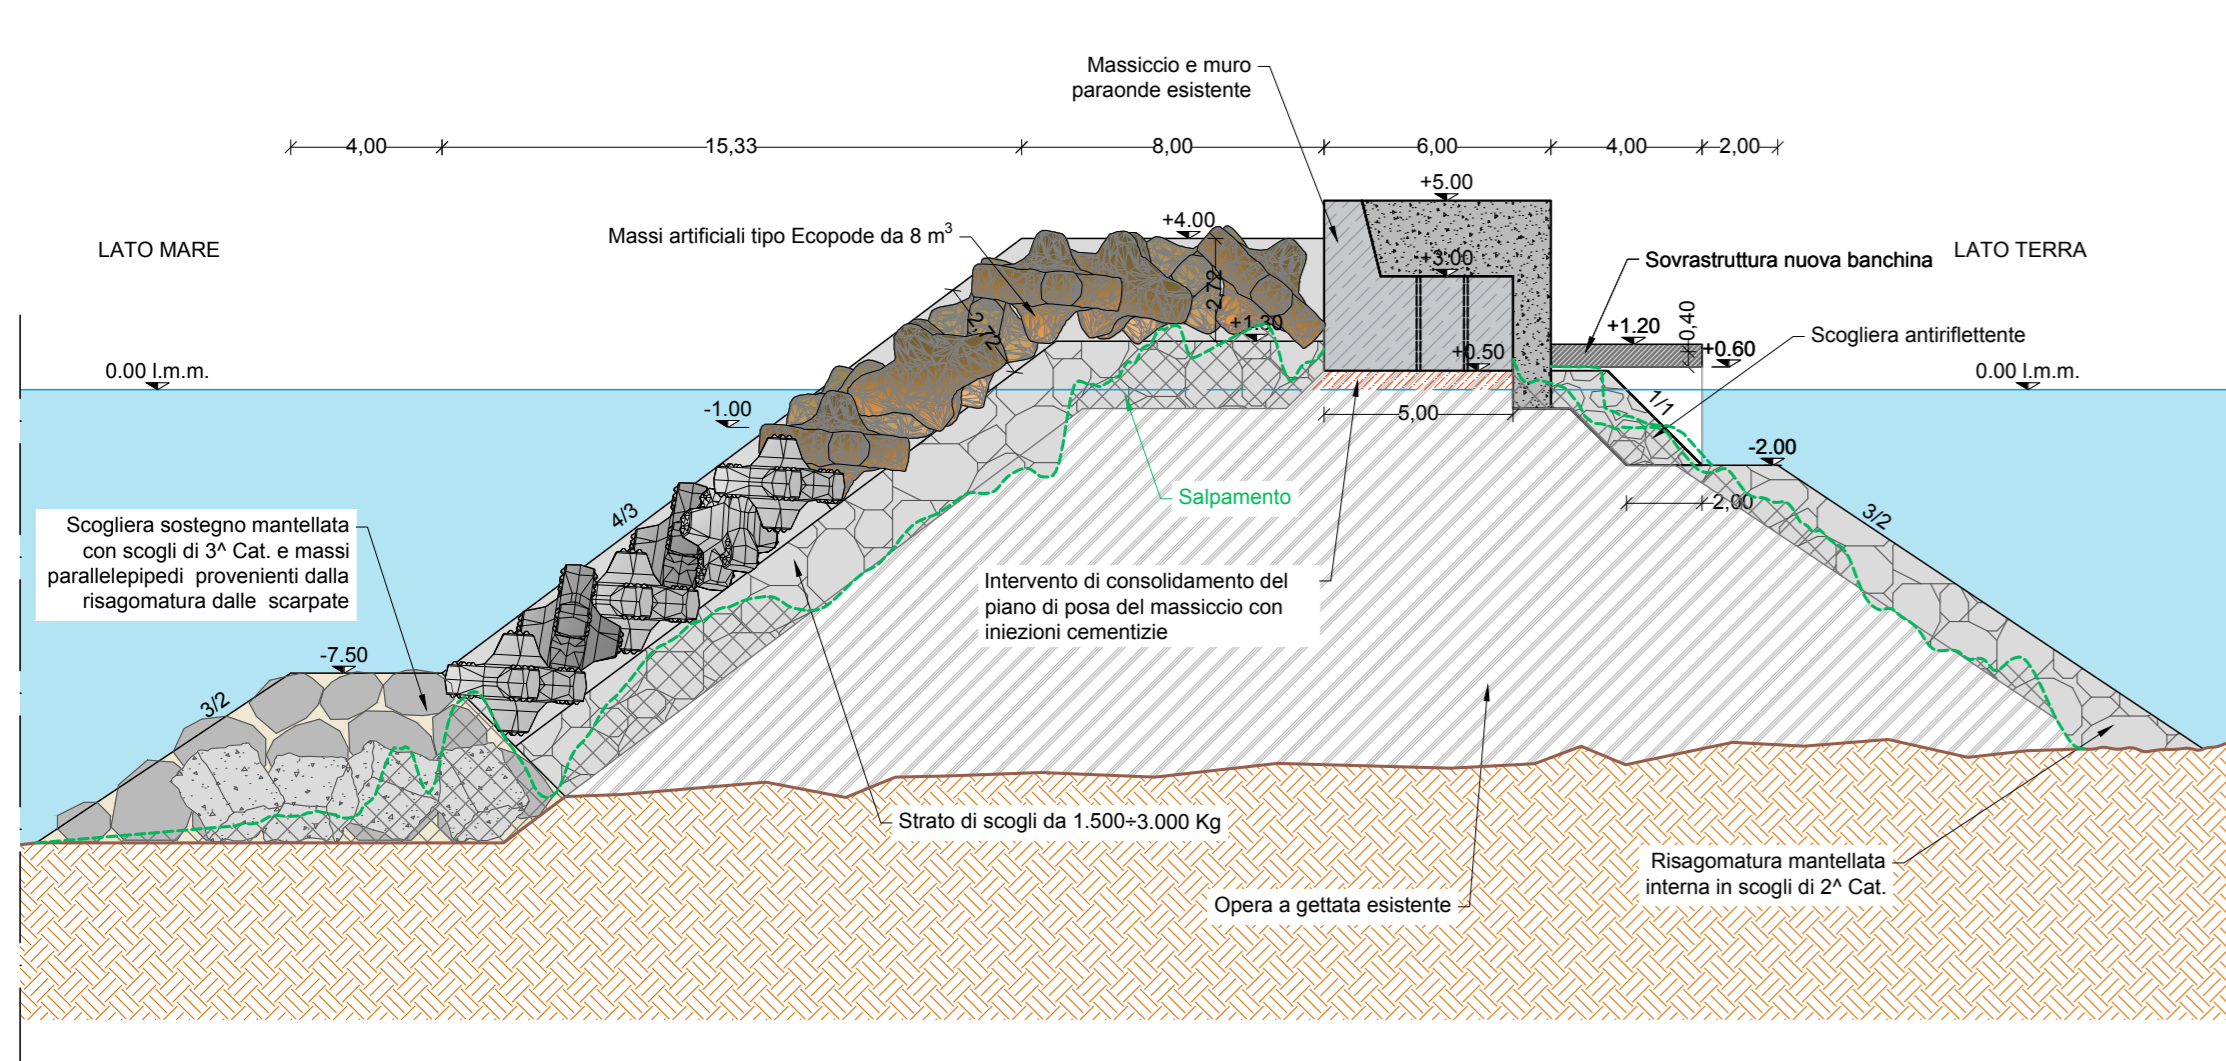 Massiccio e muro
paraonde esistente
4,00
15,33
8,00
6,00
4,00
2,00
+5.00
+4.00
Massi artificiali tipo Ecopode da 8 m³
LATO MARE
LATO TERRA
Sovrastruttura nuova banchina
+3.00
2,72
2,72
+1.30
+1.20
0,40
Scogliera antiriflettente
+0.50
+0.60
0.00 l.m.m.
0.00 l.m.m.
-1.00
5,00
1/1
-2.00
Salpamento
2,00
3/2
4/3
Scogliera sostegno mantellata
con scogli di 3^ Cat. e massi
parallelepipedi provenienti dalla
risagomatura dalle scarpate
Intervento di consolidamento del
piano di posa del massiccio con
iniezioni cementizie
-7.50
3/2
Strato di scogli da 1.500÷3.000 Kg
Risagomatura mantellata
interna in scogli di 2^ Cat.
Opera a gettata esistente